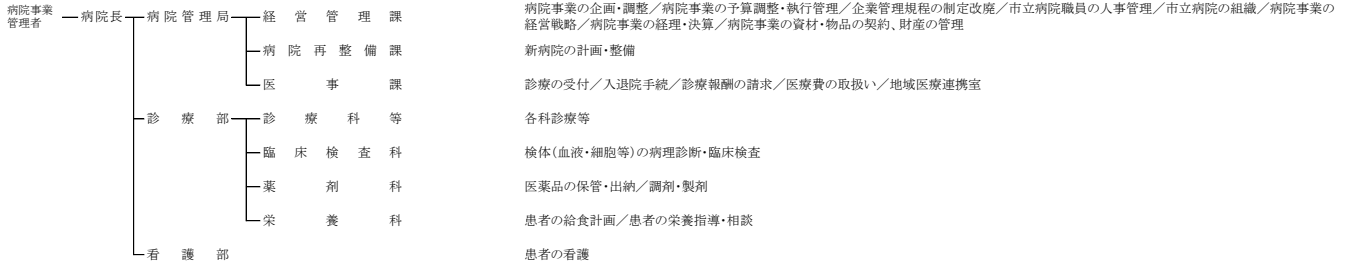 病院事業
管理者
病院長
病院管理局
経営管理課
病院事業の企画・調整／病院事業の予算調整・執行管理／企業管理規程の制定改廃／市立病院職員の人事管理／市立病院の組織／病院事業の
経営戦略／病院事業の経理・決算／病院事業の資材・物品の契約、財産の管理
病院再整備課
新病院の計画・整備
医事課
診療の受付／入退院手続／診療報酬の請求／医療費の取扱い／地域医療連携室
診療部
診療科等
各科診療等
臨床検査科
検体(血液・細胞等)の病理診断・臨床検査
薬剤科
医薬品の保管・出納／調剤・製剤
栄養科
患者の給食計画／患者の栄養指導・相談
看護部
患者の看護